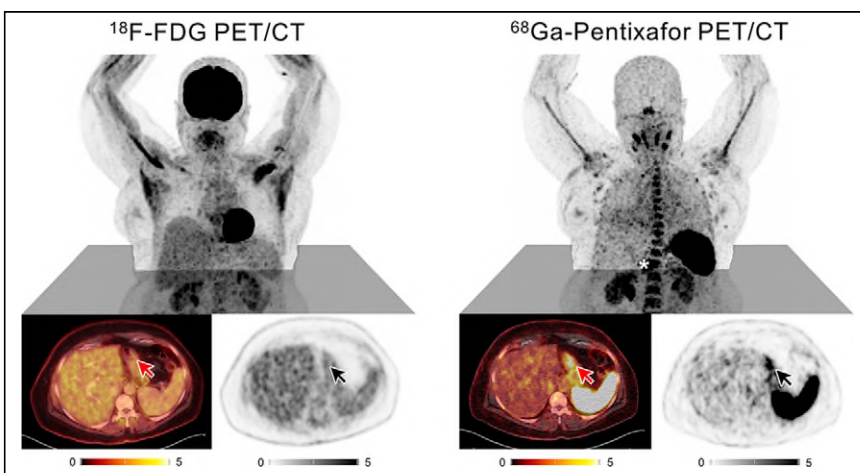 ¹⁸F-FDG PET/CT
⁶⁸Ga-Pentixafor PET/CT
*
0 5 0 5
0 5 0 5